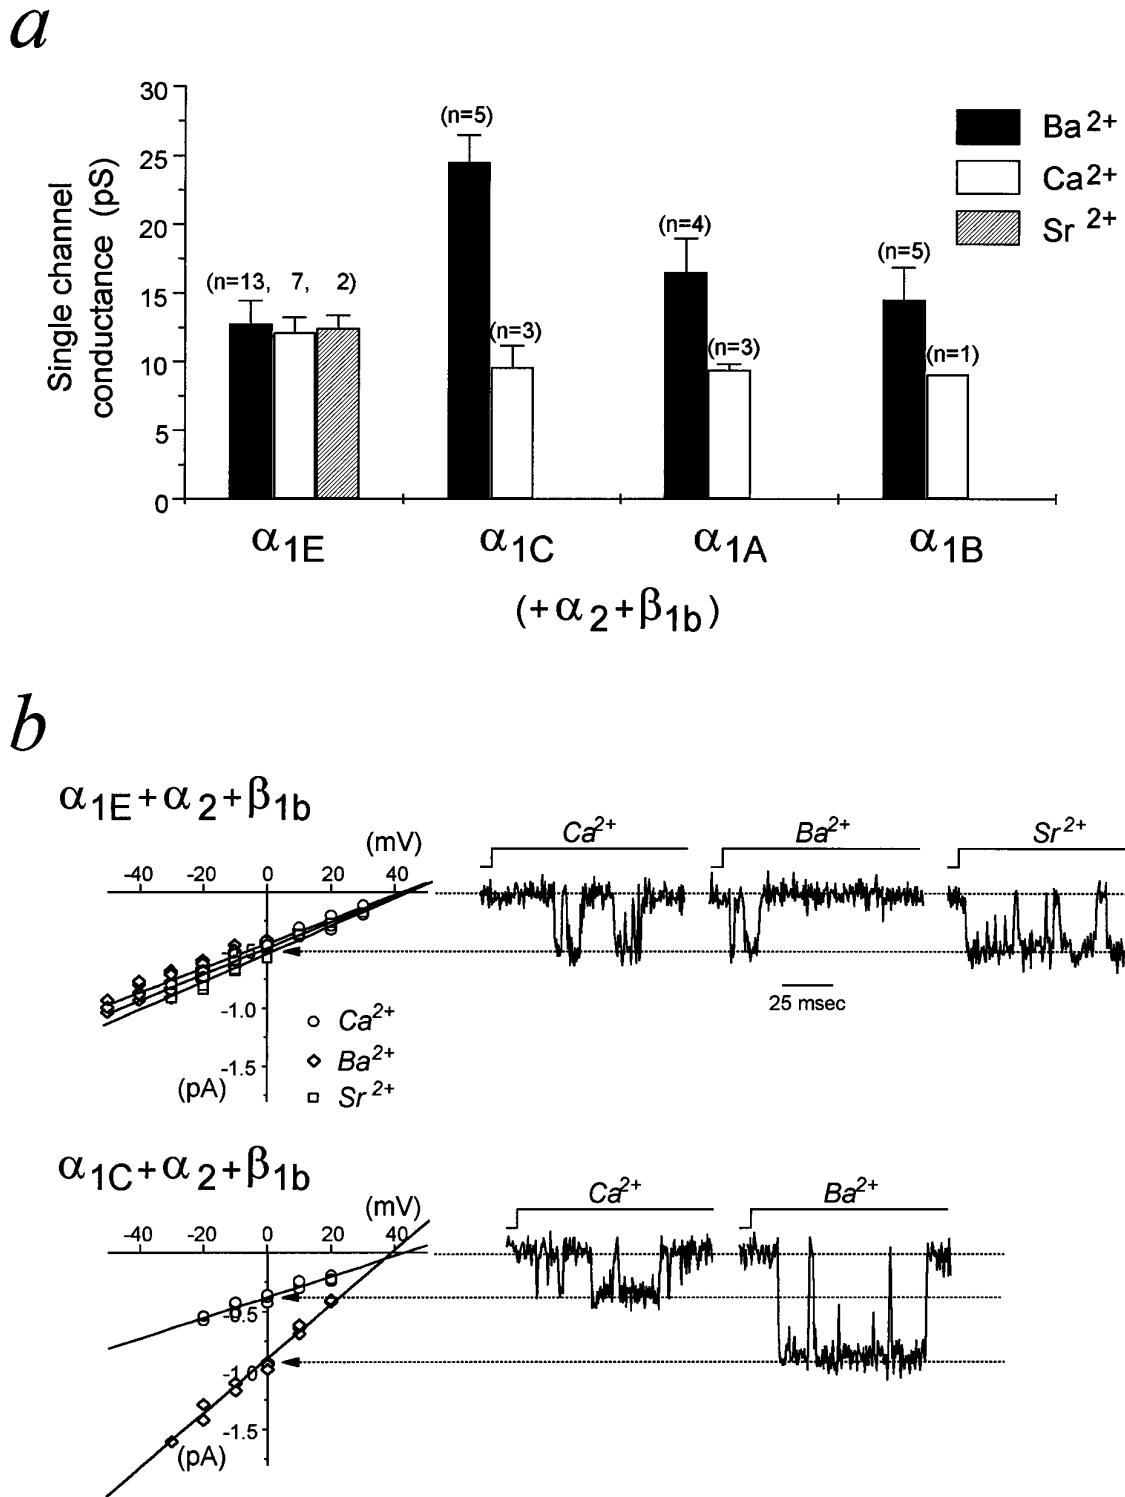 a
30
25
20
15
10
5
0
Single channel
conductance (pS)
(n=13, 7, 2)
(n=5)
(n=3)
(n=4)
(n=3)
(n=5)
(n=1)
Ba2+
Ca2+
Sr 2+
α1E α1C α1A α1B
(+α2+β1b)
b
α1E+α2+β1b
(mV)
-40 -20 0 20 40
-1.0
-1.5
(pA)
Ca2+
Ba2+
Sr 2+
Ca2+ Ba2+ Sr 2+
25 msec
α1C+α2+β1b
(mV)
-40 -20 0 20 40
-0.5
-1.0
-1.5
(pA)
Ca2+ Ba2+